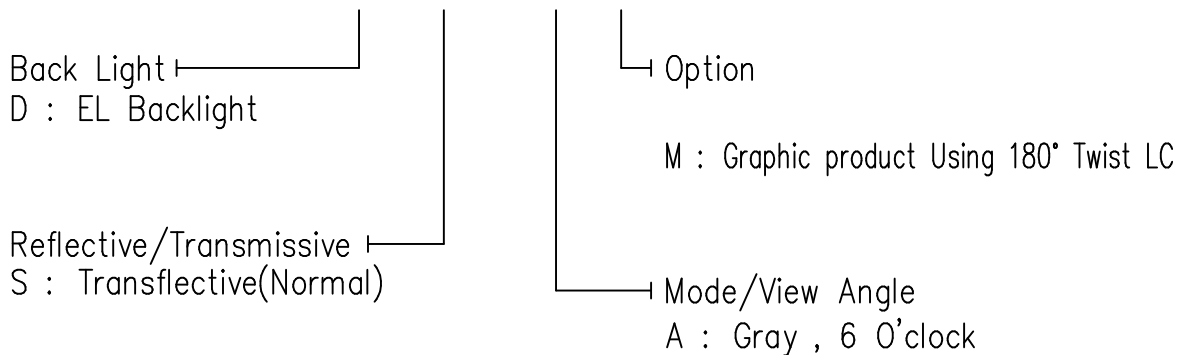 Back Light
D : EL Backlight
Reflective/Transmissive
S : Transflective(Normal)
Option
M : Graphic product Using 180° Twist LC
Mode/View Angle
A : Gray , 6 O'clock